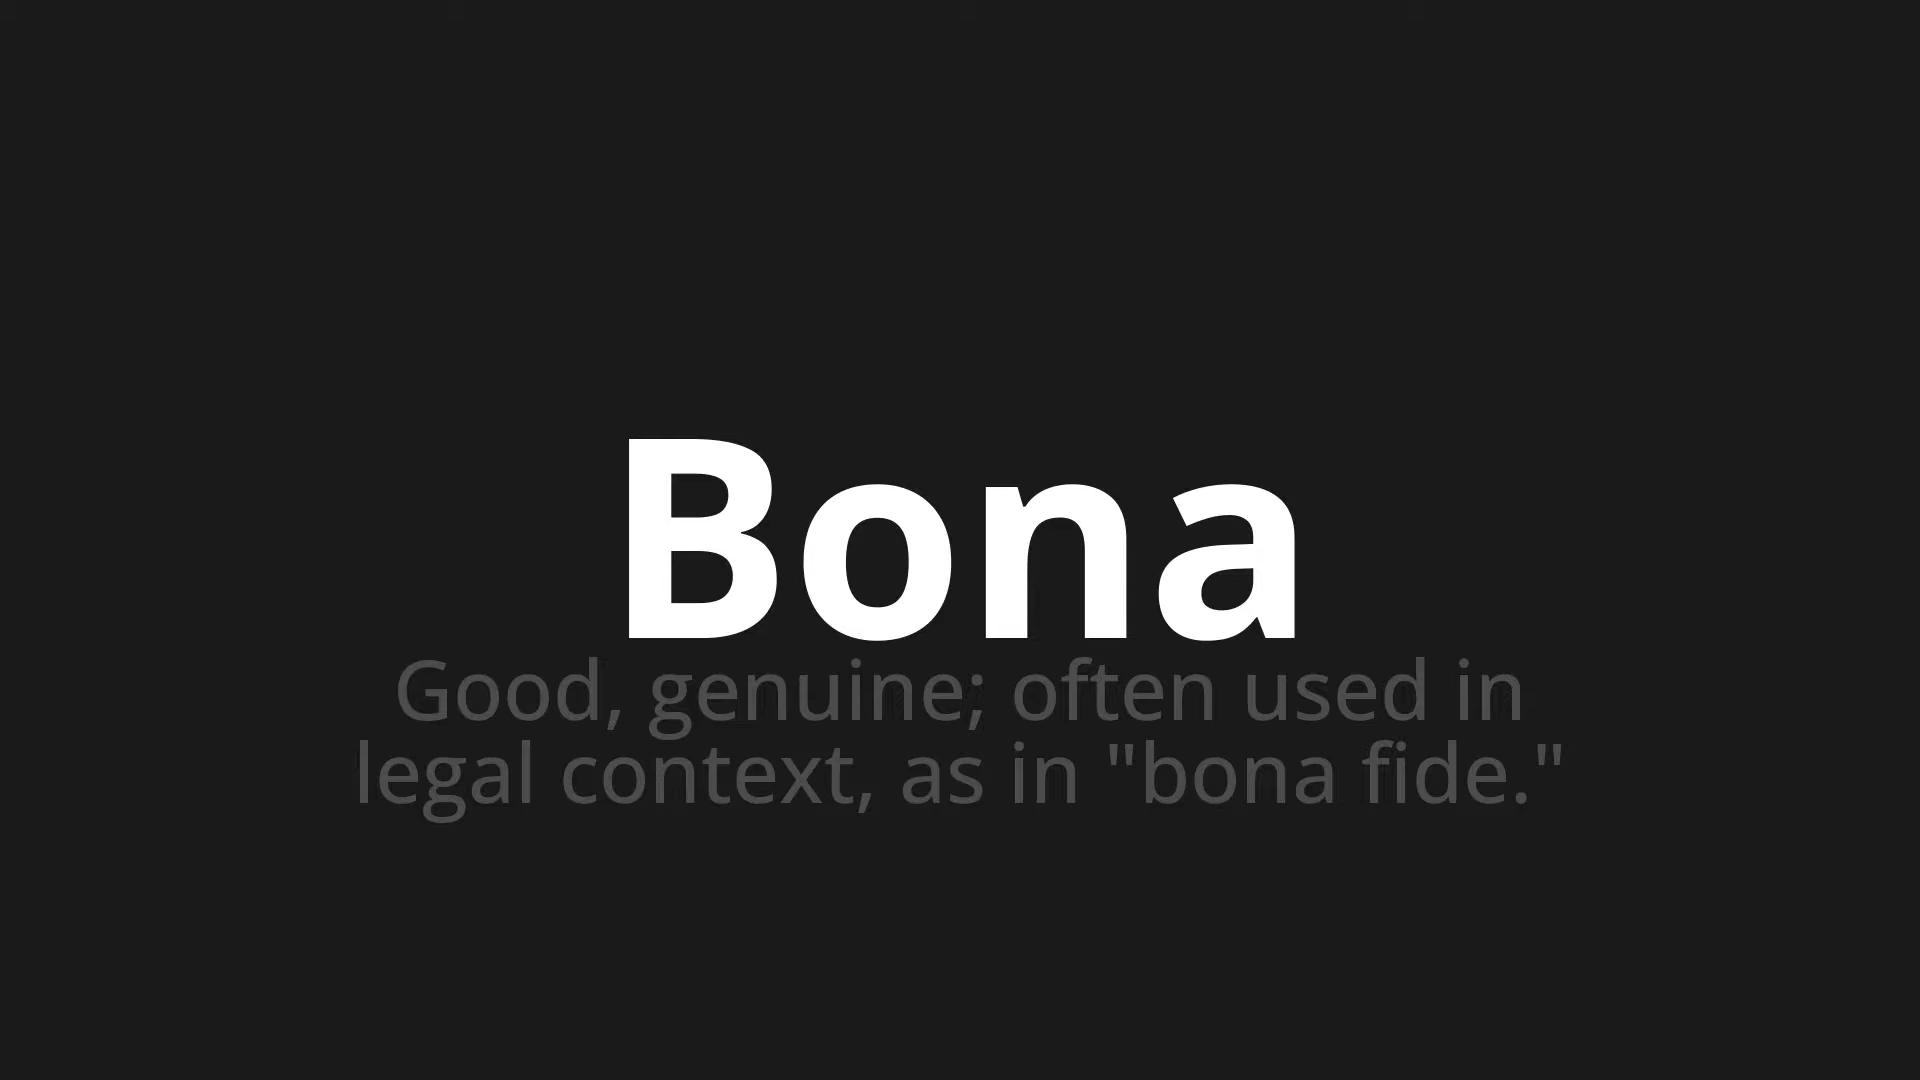 Bona
Good, genuine; often used in
legal context, as in "bona fide."